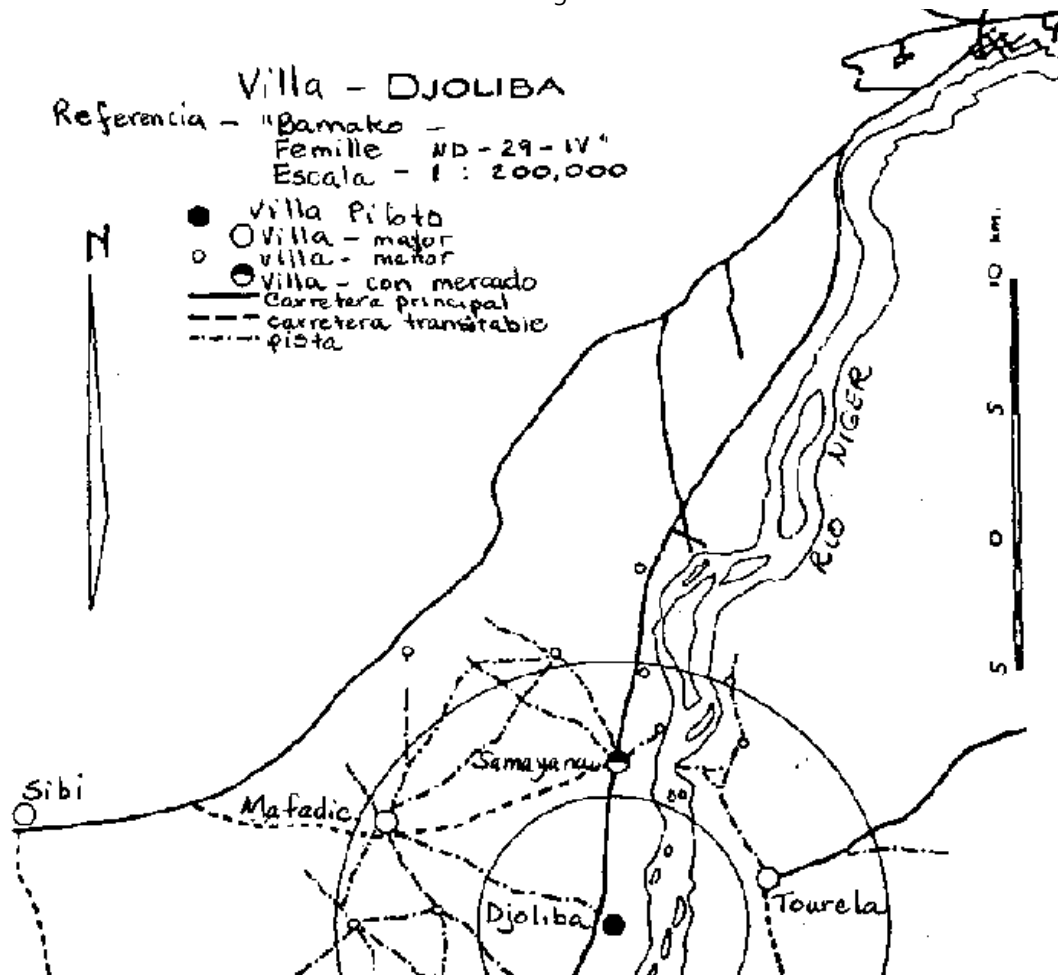 Villa - DJOLIBA
Referencia - "Bamako -
Femille ND - 29 - IV"
Escala - 1 : 200,000
Villa Piloto
Villa - mayor
villa - menor
Villa - con mercado
Carretera principal
carretera transitable
pista
N
10 km.
5
0
5
RIO NIGER
Sibi
Mafadic
Samayana
Djoliba
Tourela